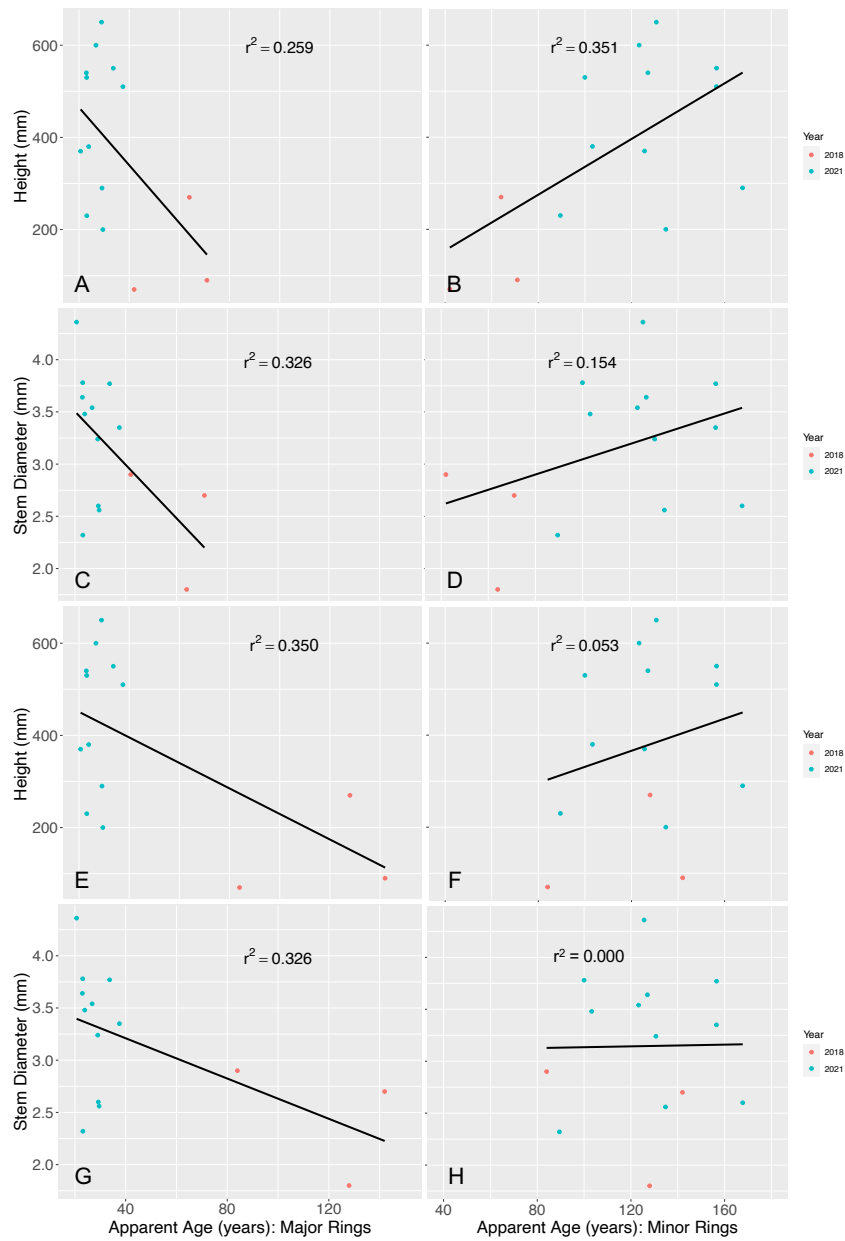 r² = 0.259
r² = 0.351
600
400
200
Height (mm)
A
B
Year
2018
2021
r² = 0.326
r² = 0.154
4.0
3.5
3.0
2.5
2.0
Stem Diameter (mm)
C
D
Year
2018
2021
r² = 0.350
r² = 0.053
600
400
200
Height (mm)
E
F
Year
2018
2021
r² = 0.326
r² = 0.000
4.0
3.5
3.0
2.5
2.0
Stem Diameter (mm)
G
H
Year
2018
2021
40 80 120
40 80 120 160
Apparent Age (years): Major Rings
Apparent Age (years): Minor Rings